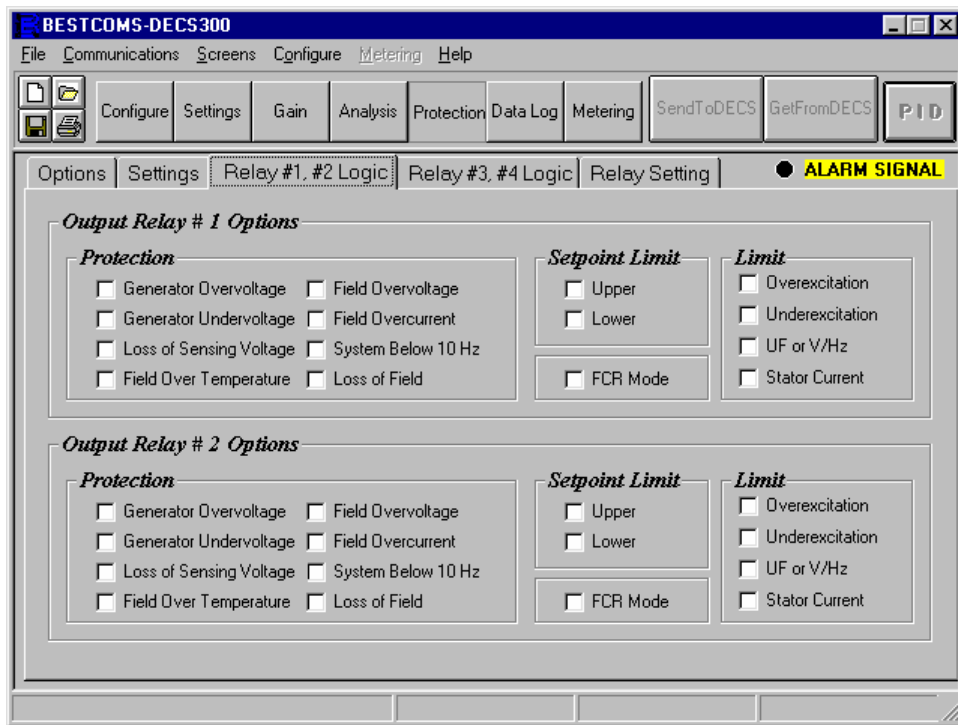 BESTCOMS-DECS300
File Communications Screens Configure Metering Help
Configure Settings Gain Analysis Protection Data Log Metering SendToDECS GetFromDECS PID
Options Settings Relay #1, #2 Logic Relay #3, #4 Logic Relay Setting ALARM SIGNAL
Output Relay # 1 Options
Protection Setpoint Limit Limit
Generator Overvoltage Field Overvoltage Upper Overexcitation
Generator Undervoltage Field Overcurrent Lower Underexcitation
Loss of Sensing Voltage System Below 10 Hz UF or V/Hz
Field Over Temperature Loss of Field FCR Mode Stator Current
Output Relay # 2 Options
Protection Setpoint Limit Limit
Generator Overvoltage Field Overvoltage Upper Overexcitation
Generator Undervoltage Field Overcurrent Lower Underexcitation
Loss of Sensing Voltage System Below 10 Hz UF or V/Hz
Field Over Temperature Loss of Field FCR Mode Stator Current